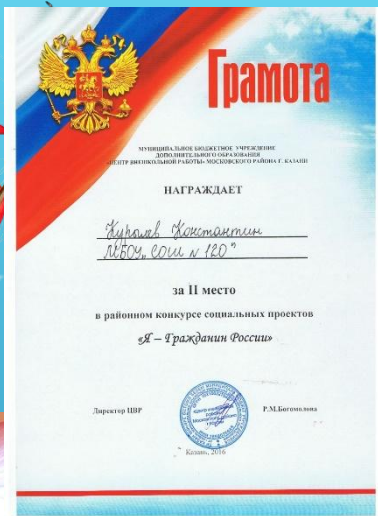 Грамота
МУНИЦИПАЛЬНОЕ БЮДЖЕТНОЕ УЧРЕЖДЕНИЕ
ДОПОЛНИТЕЛЬНОГО ОБРАЗОВАНИЯ
«ЦЕНТР ВНЕШКОЛЬНОЙ РАБОТЫ» МОСКОВСКОГО РАЙОНА Г. КАЗАНИ
НАГРАЖДАЕТ
Константин
МБОУ „СОШ № 120"
за II место
в районном конкурсе социальных проектов
«Я – Гражданин России»
Директор ЦВР Р.М.Богомолова
Казань, 2016